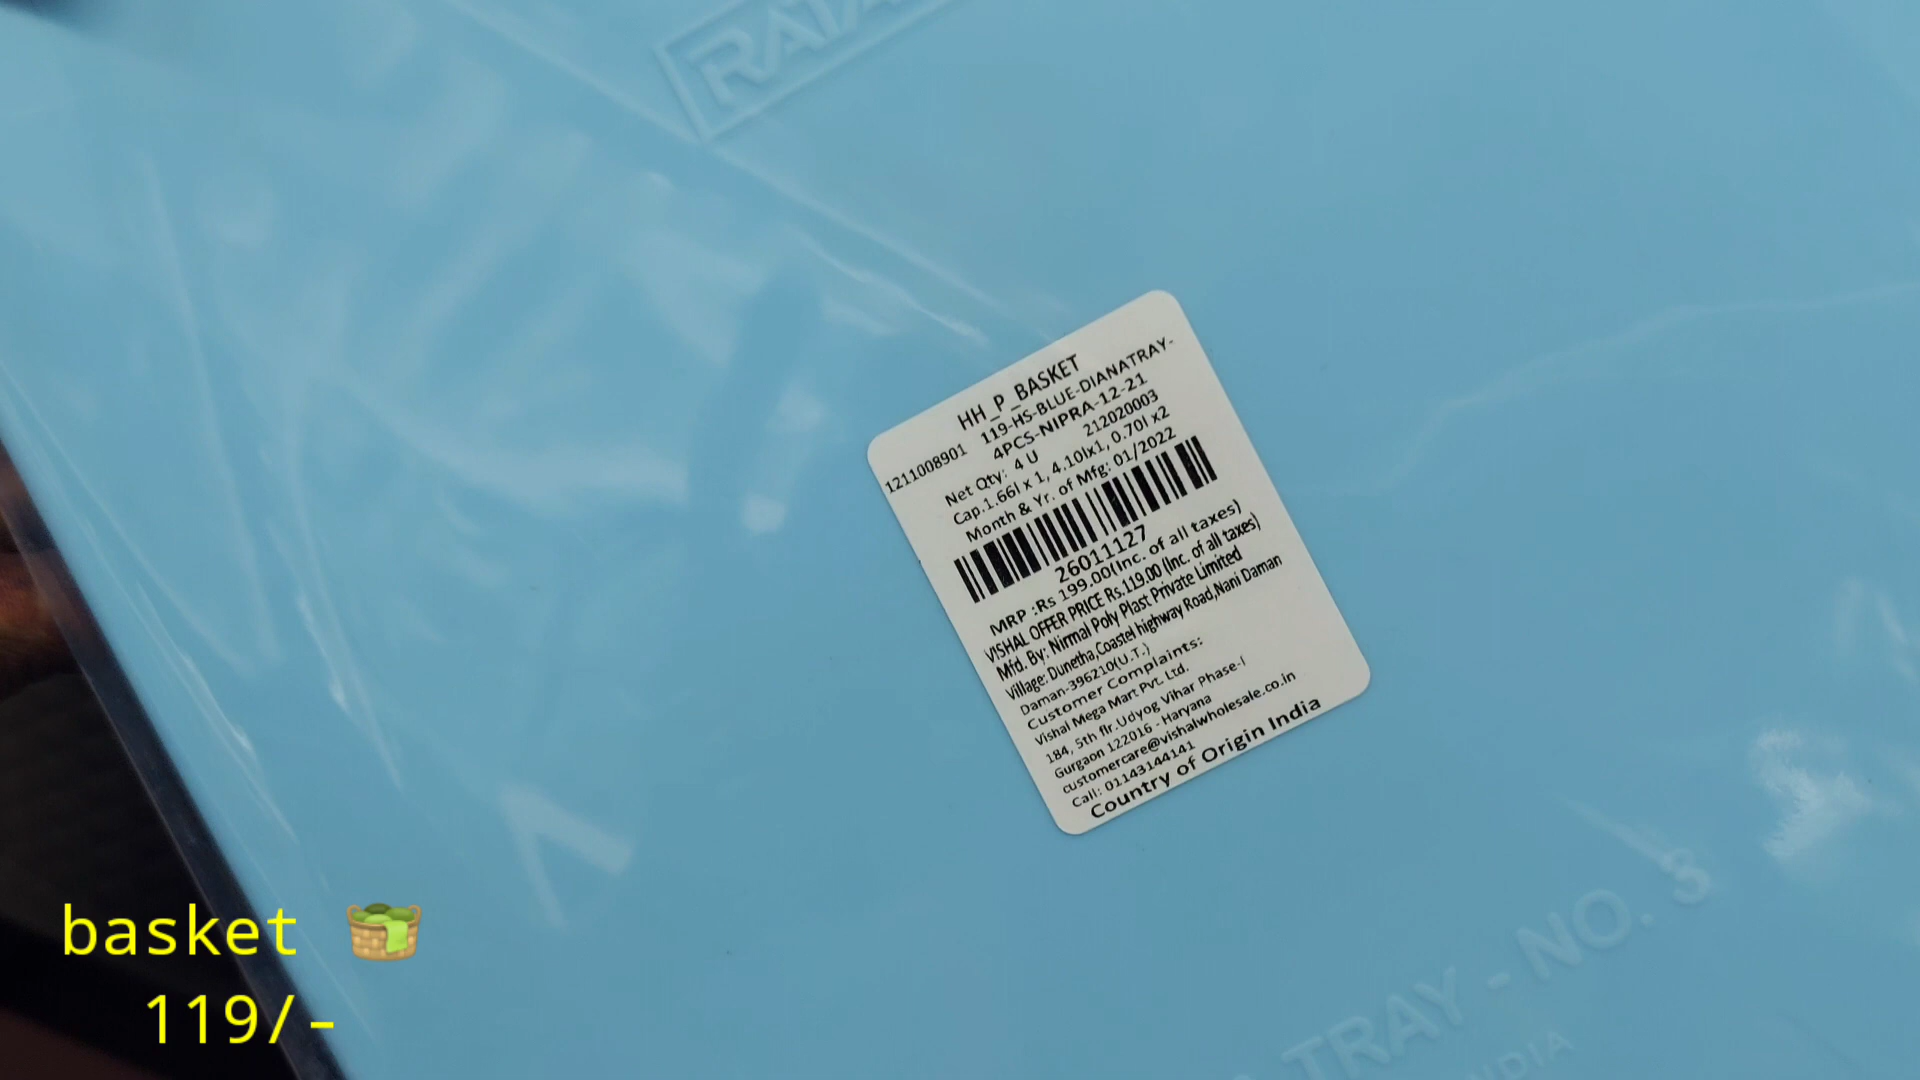 HH_P_BASKET
1211008901 119-HS-BLUE-DIANATRAY-
4PCS-NIPRA-12-21
Net Qty: 4 U 212020003
Cap.1.66l x 1, 4.10lx1, 0.70l x2
Month & Yr. of Mfg: 01/2022
26011127
MRP :Rs 199.00(Inc. of all taxes)
VISHAL OFFER PRICE Rs.119.00 (Inc. of all taxes)
Mfd. By: Nirmal Poly Plast Private Limited
Village: Dunetha,Coastel highway Road,Nani Daman
Daman-396210(U.T.)
Customer Complaints:
Vishal Mega Mart Pvt. Ltd.
184, 5th flr.Udyog Vihar Phase-I
Gurgaon 122016 - Haryana
customercare@vishalwholesale.co.in
Call: 01143144141
Country of Origin India
TRAY - NO. 3
INDIA
basket 🧺
119/-